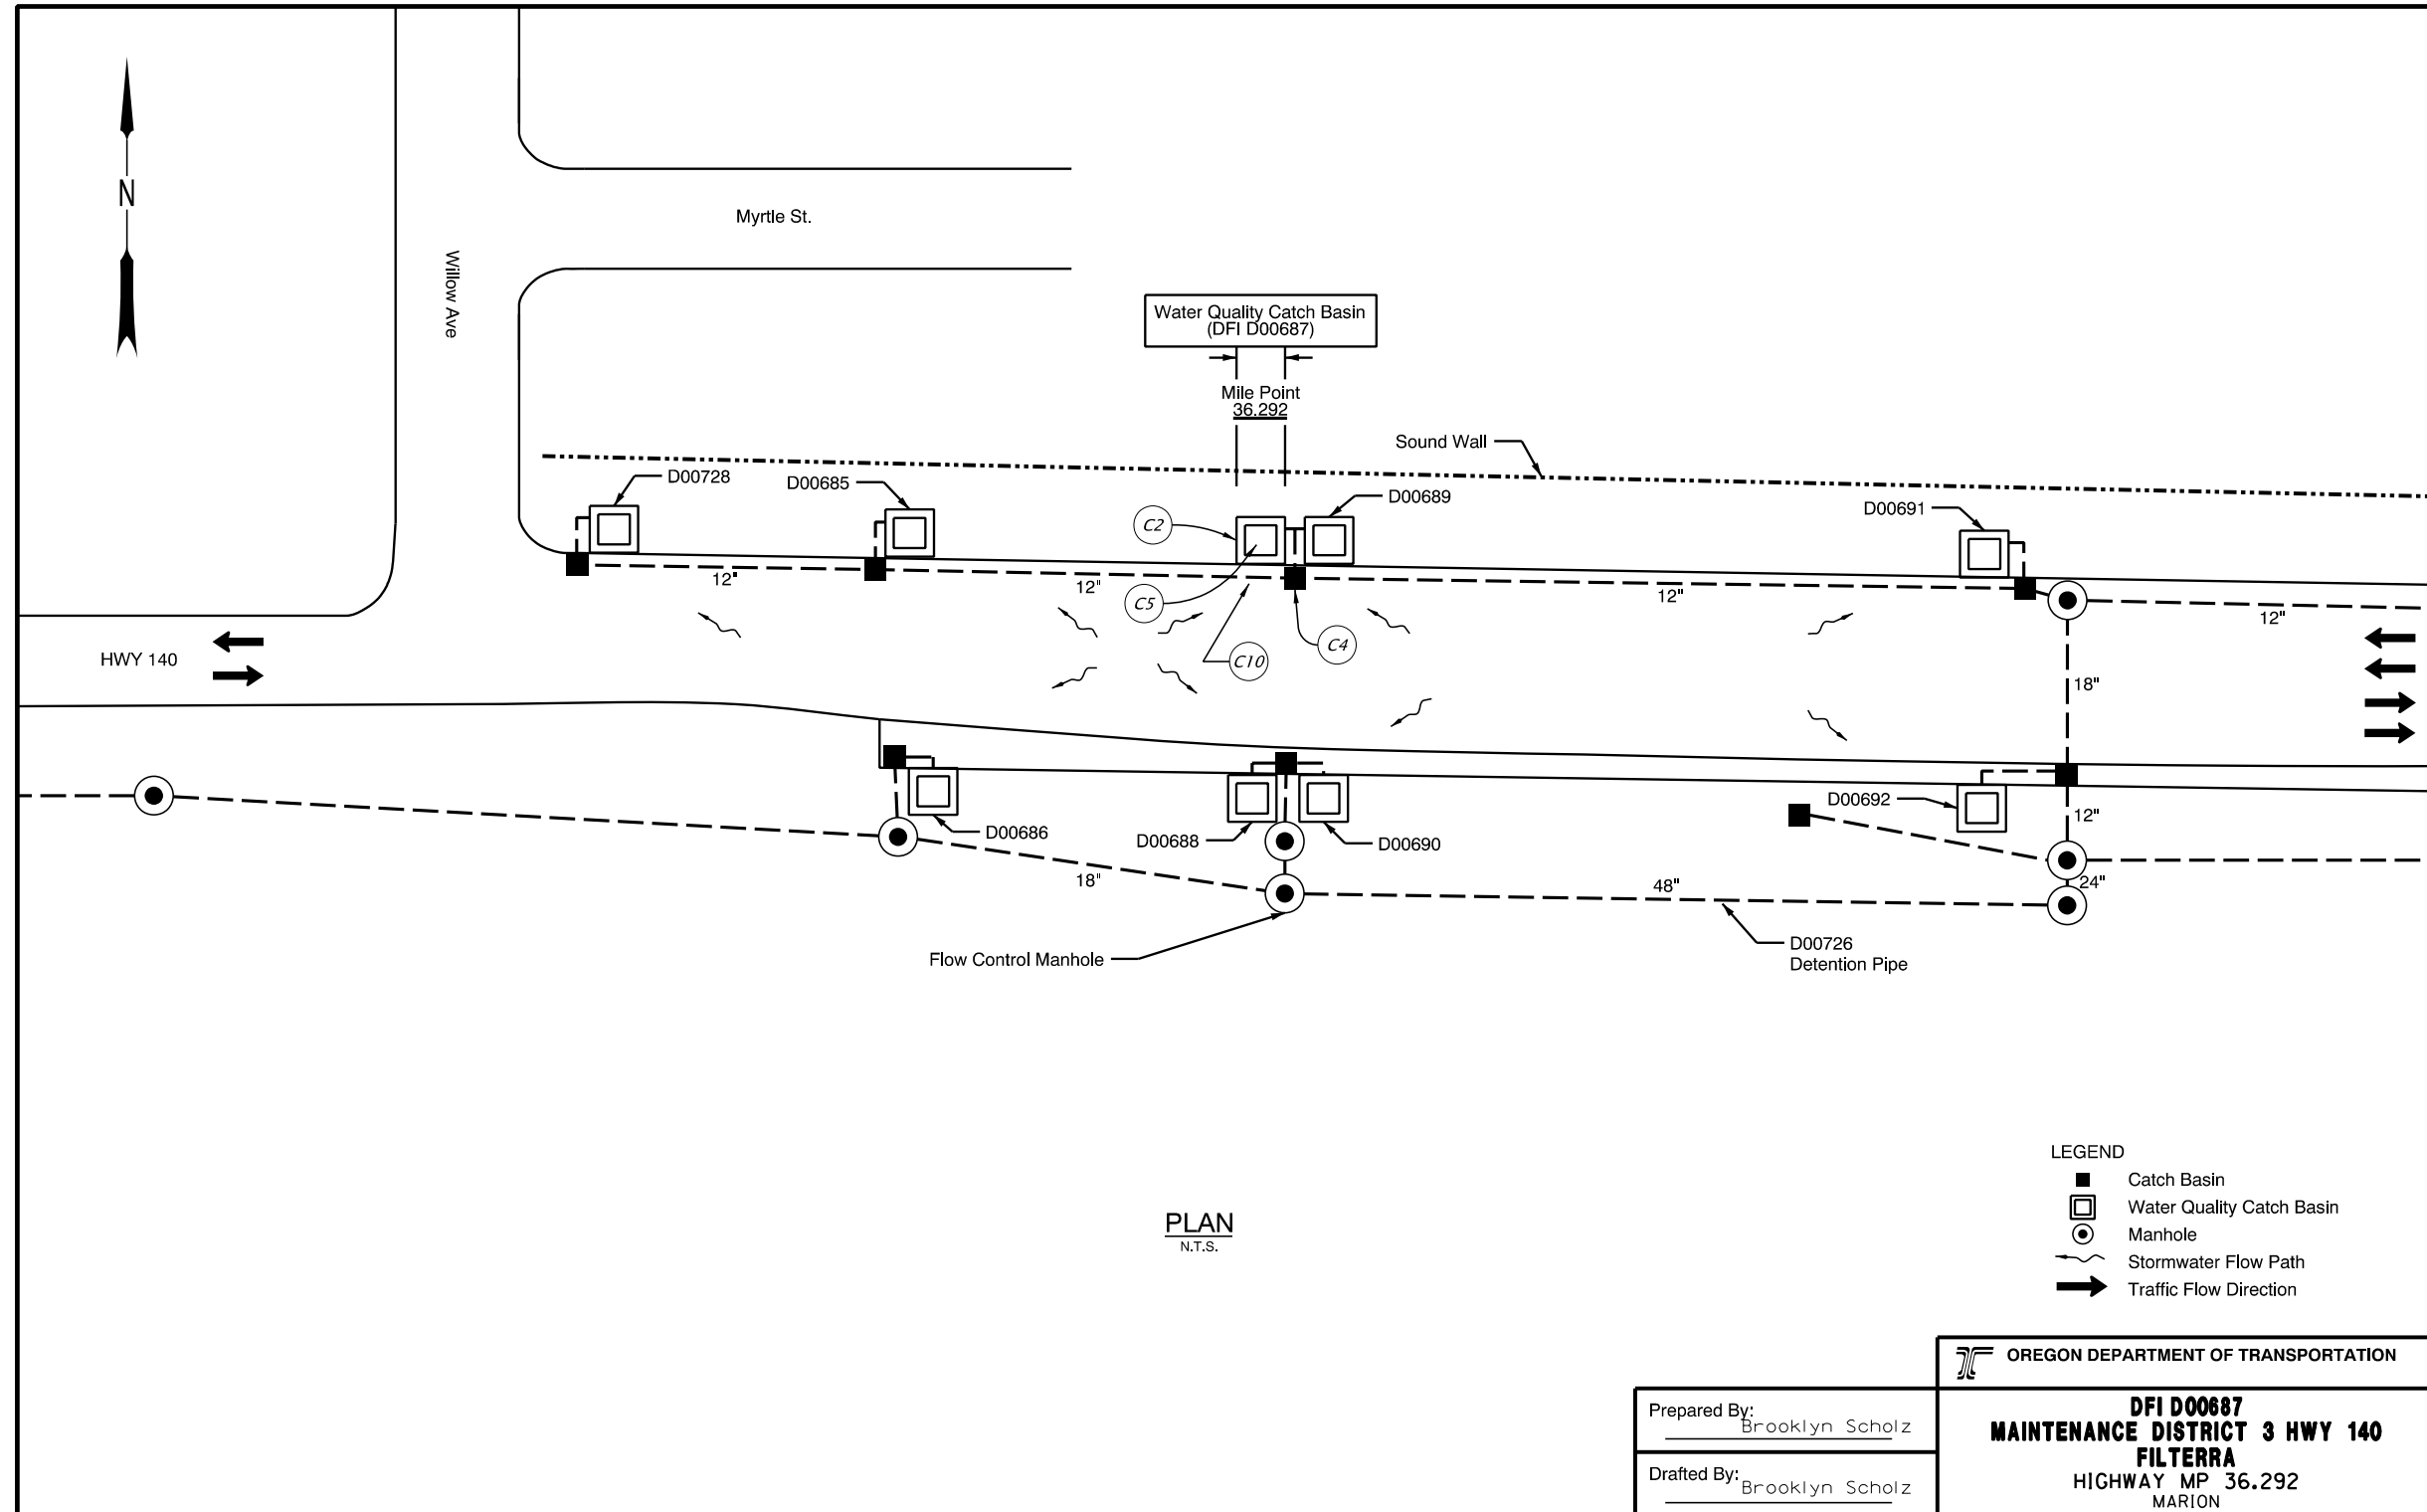 N
Myrtle St.
Willow Ave
Water Quality Catch Basin
(DFI D00687)
Mile Point
36.292
Sound Wall
D00728
D00685
D00689
D00691
C2
C5
C10
C4
12"
12"
12"
12"
HWY 140
18"
12"
24"
D00686
D00688
D00690
D00692
18"
48"
Flow Control Manhole
D00726
Detention Pipe
PLAN
N.T.S.
LEGEND
Catch Basin
Water Quality Catch Basin
Manhole
Stormwater Flow Path
Traffic Flow Direction
OREGON DEPARTMENT OF TRANSPORTATION
Prepared By: Brooklyn Scholz
Drafted By: Brooklyn Scholz
DFI D00687
MAINTENANCE DISTRICT 3 HWY 140
FILTERRA
HIGHWAY MP 36.292
MARION